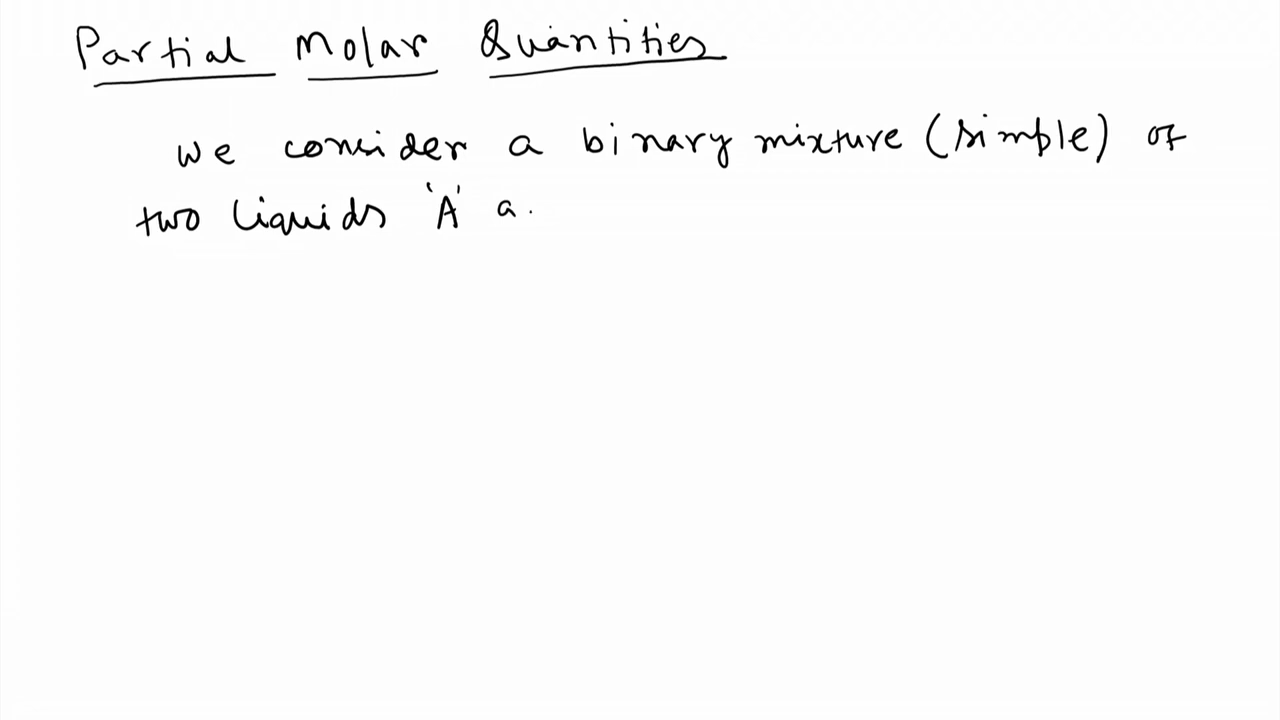 Partial Molar Quantities
We consider a binary mixture (simple) of
two liquids 'A' a